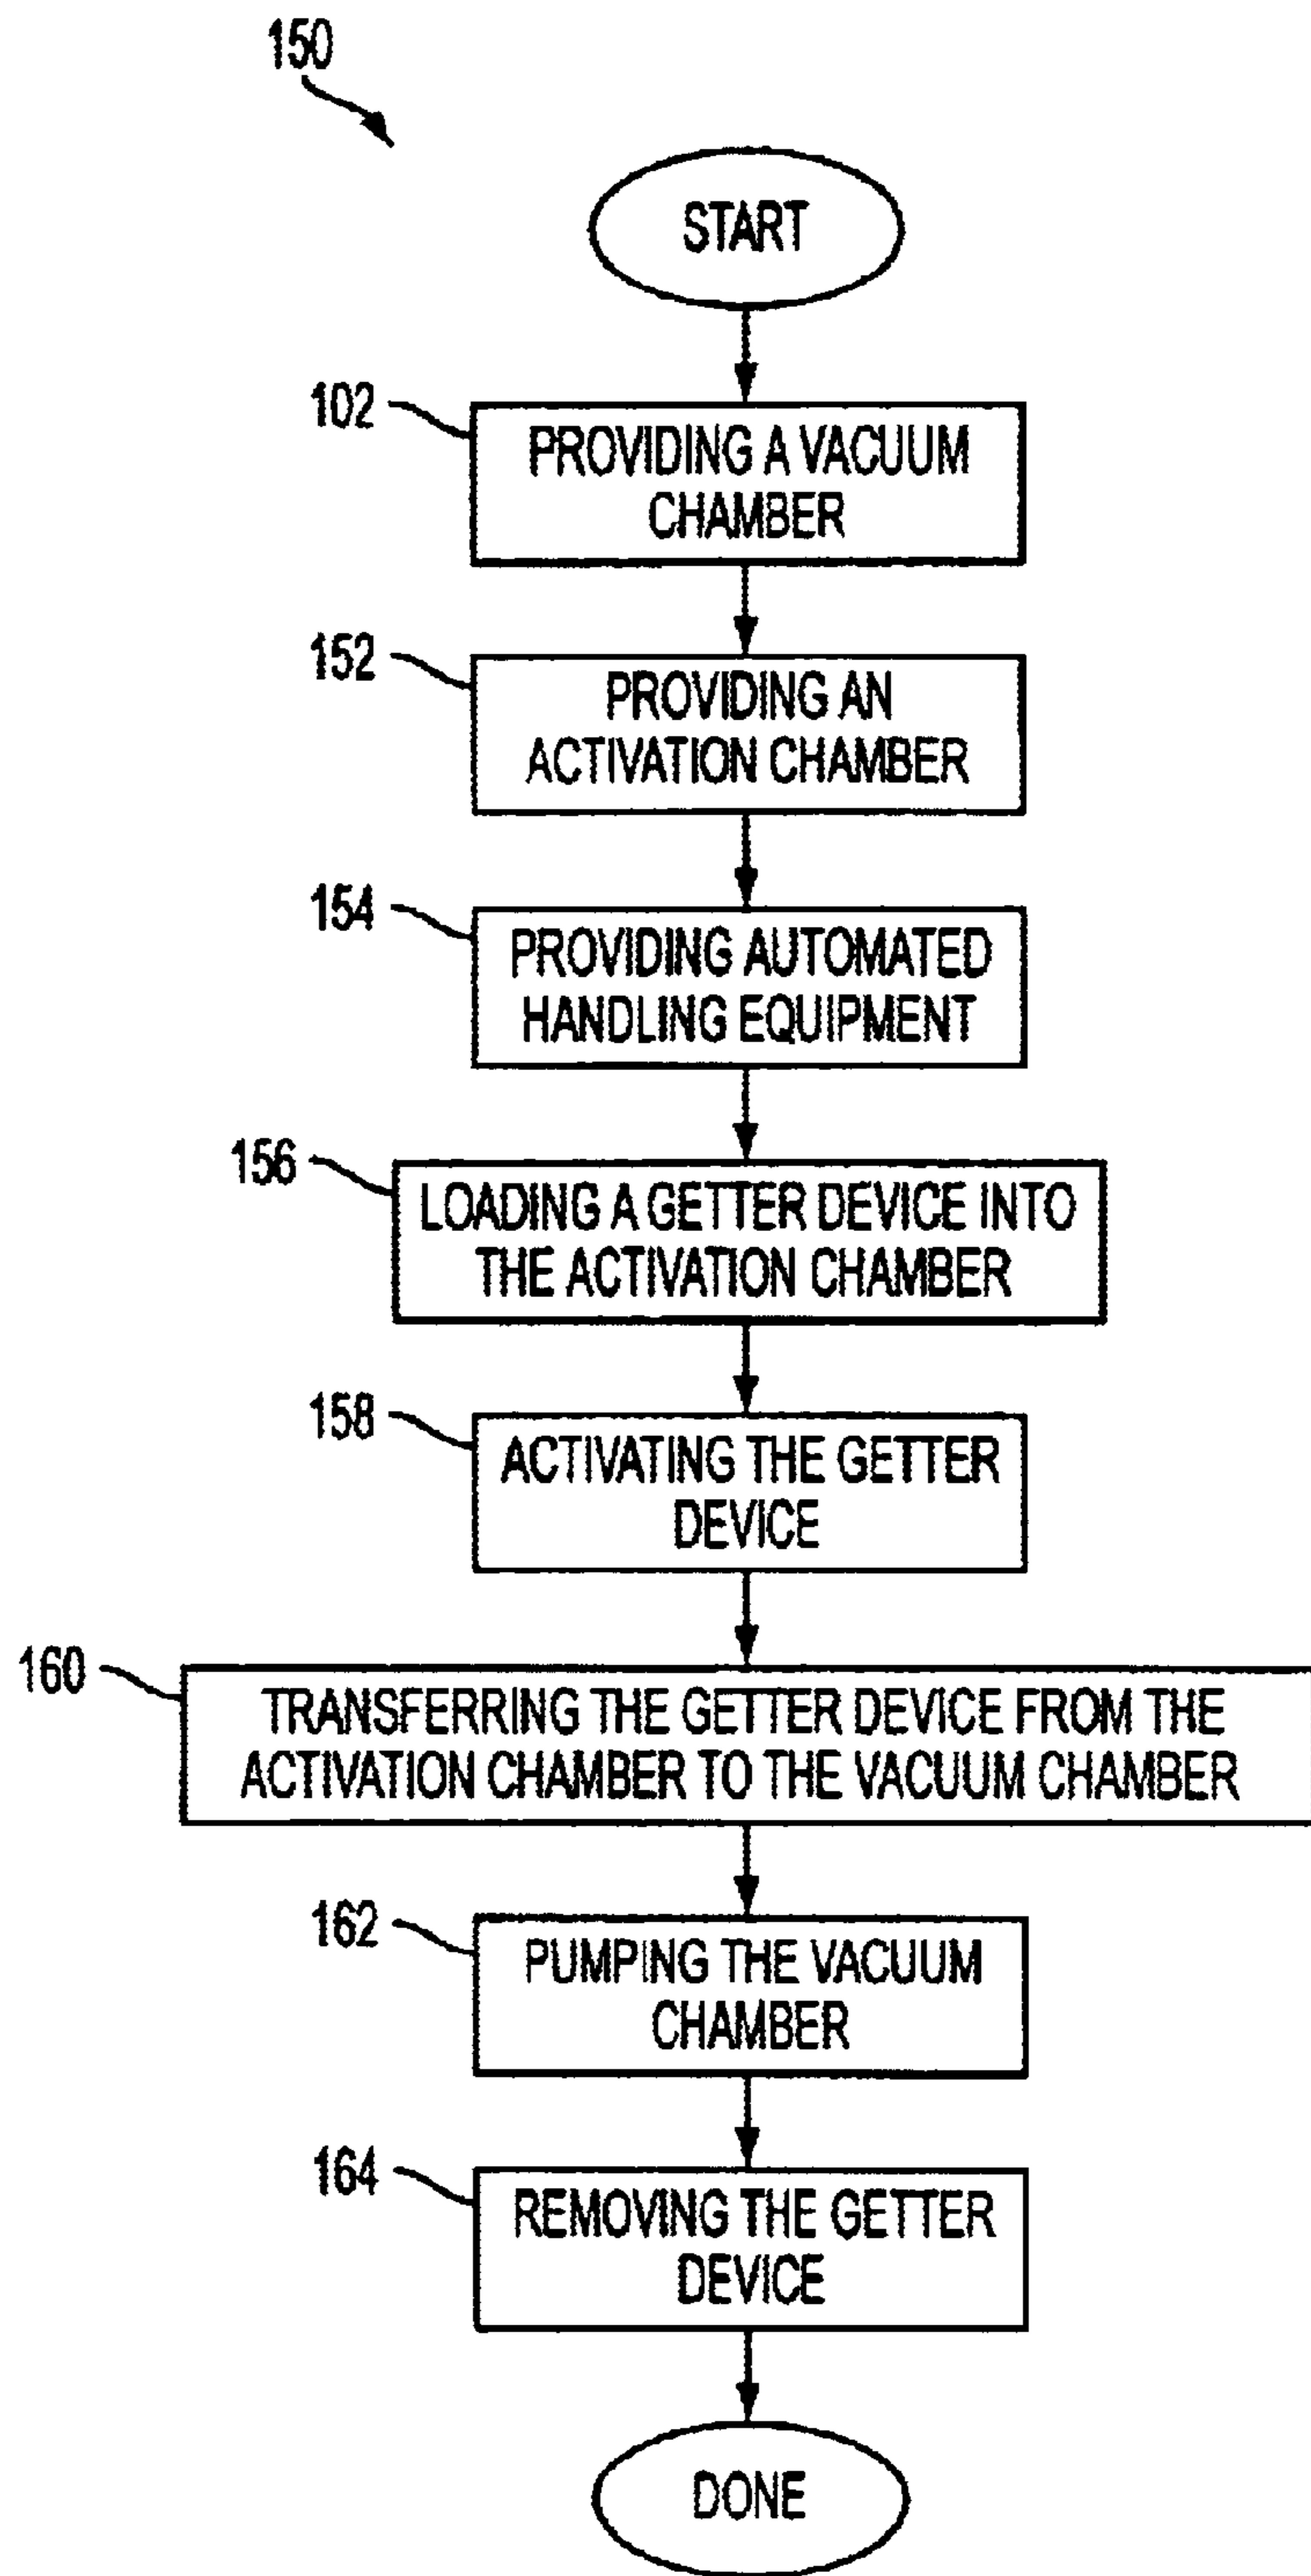 150
START
102
PROVIDING A VACUUM
CHAMBER
152
PROVIDING AN
ACTIVATION CHAMBER
154
PROVIDING AUTOMATED
HANDLING EQUIPMENT
156
LOADING A GETTER DEVICE INTO
THE ACTIVATION CHAMBER
158
ACTIVATING THE GETTER
DEVICE
160
TRANSFERRING THE GETTER DEVICE FROM THE
ACTIVATION CHAMBER TO THE VACUUM CHAMBER
162
PUMPING THE VACUUM
CHAMBER
164
REMOVING THE GETTER
DEVICE
DONE